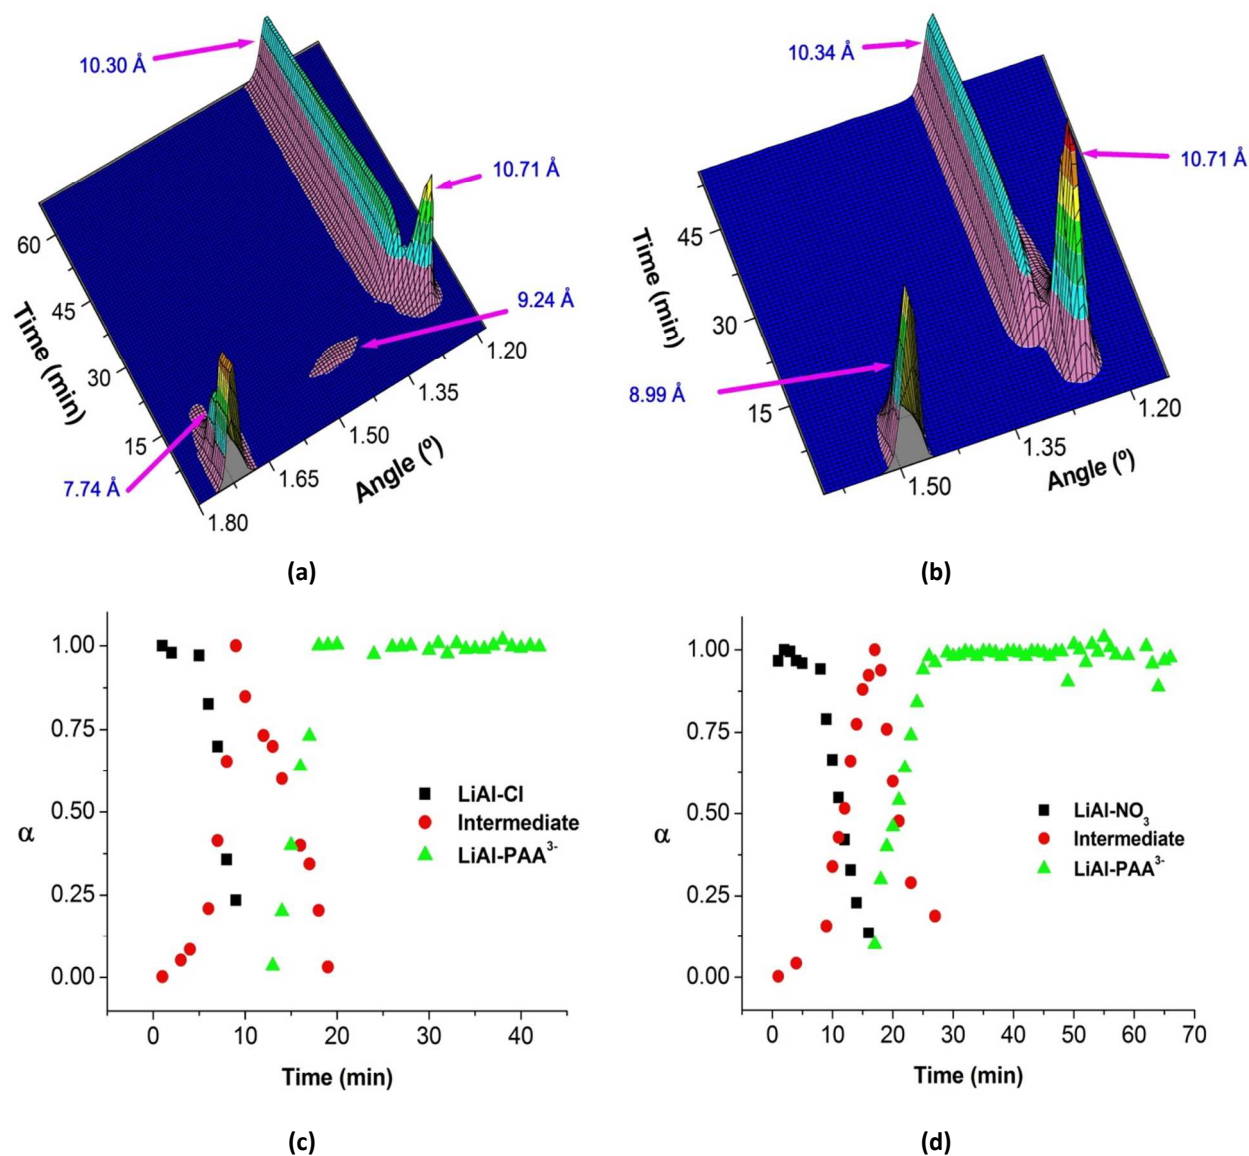 10.30 Å
10.71 Å
9.24 Å
7.74 Å
60
45
30
15
Time (min)
1.20
1.35
1.50
1.65
1.80
Angle (º)
(a)
10.34 Å
10.71 Å
8.99 Å
45
30
15
Time (min)
1.20
1.35
1.50
Angle (º)
(b)
1.00
0.75
0.50
0.25
0.00
α
LiAl-Cl
Intermediate
LiAl-PAA³⁻
0 10 20 30 40
Time (min)
(c)
1.00
0.75
0.50
0.25
0.00
α
LiAl-NO₃
Intermediate
LiAl-PAA³⁻
0 10 20 30 40 50 60 70
Time (min)
(d)